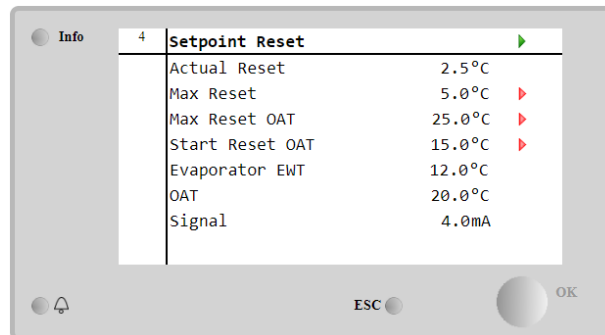 Info
4 Setpoint Reset
Actual Reset 2.5°C
Max Reset 5.0°C
Max Reset OAT 25.0°C
Start Reset OAT 15.0°C
Evaporator EWT 12.0°C
OAT 20.0°C
Signal 4.0mA
ESC OK